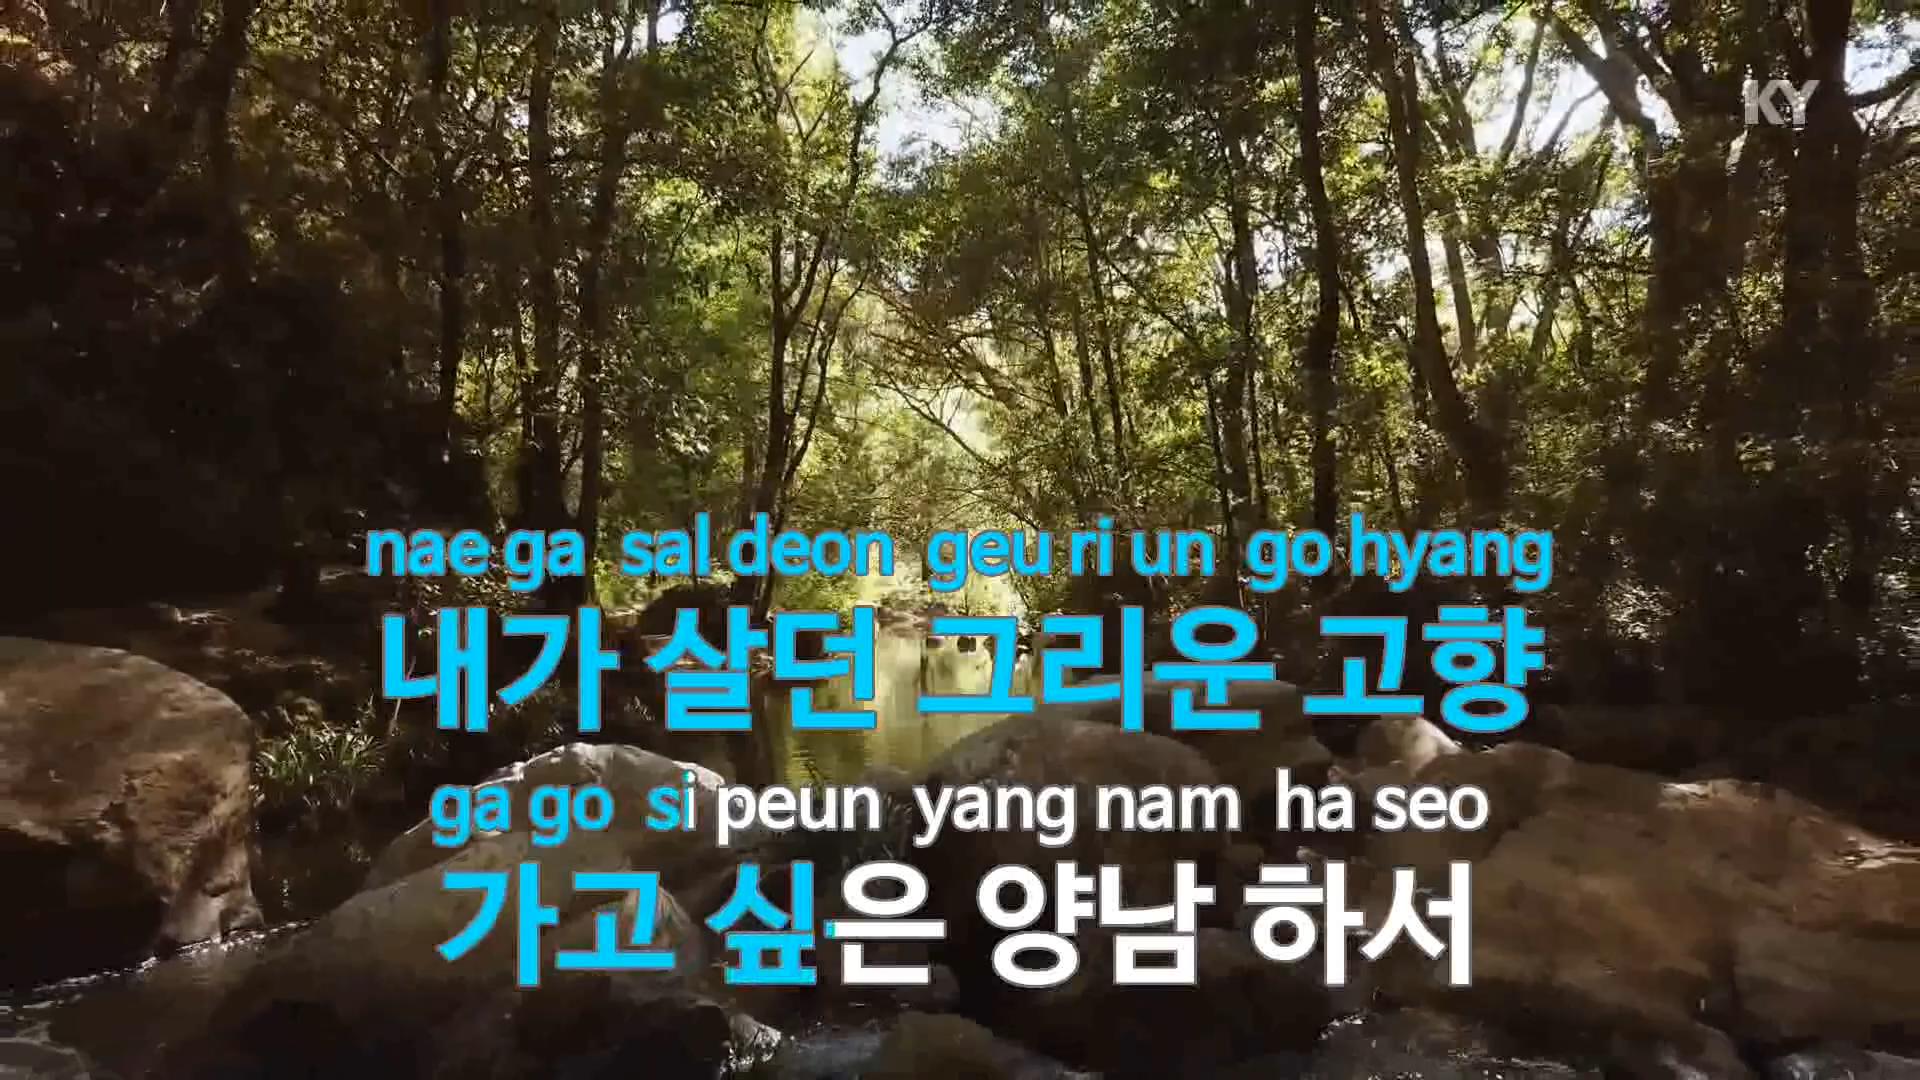 KY
nae ga sal deon geu ri un go hyang
내가 살던 그리운 고향
ga go si peun yang nam ha seo
가고 싶은 양남 하서